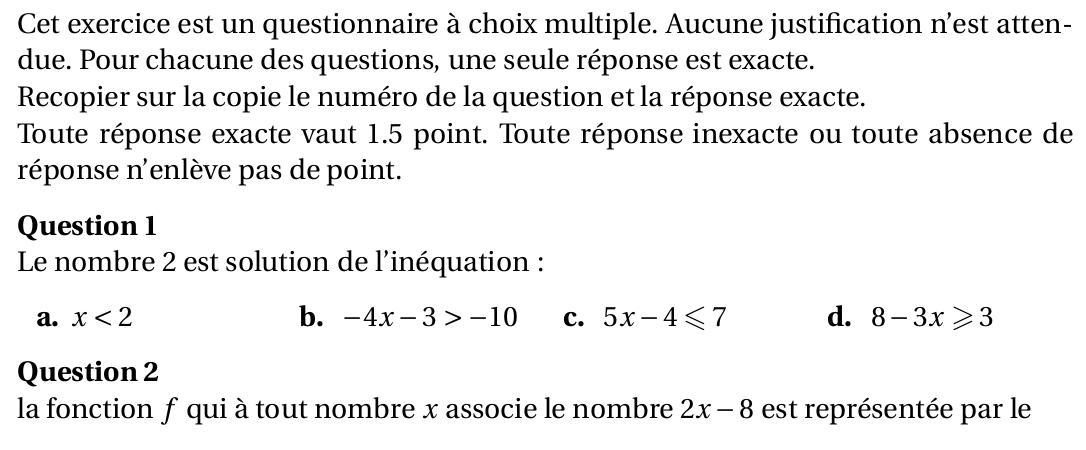 Cet exercice est un questionnaire à choix multiple. Aucune justification n'est atten-
due. Pour chacune des questions, une seule réponse est exacte.
Recopier sur la copie le numéro de la question et la réponse exacte.
Toute réponse exacte vaut 1.5 point. Toute réponse inexacte ou toute absence de
réponse n'enlève pas de point.
Question 1
Le nombre 2 est solution de l'inéquation :
a. x < 2 b. −4x − 3 > −10 c. 5x − 4 ⩽ 7 d. 8 − 3x ⩾ 3
Question 2
la fonction f qui à tout nombre x associe le nombre 2x − 8 est représentée par le